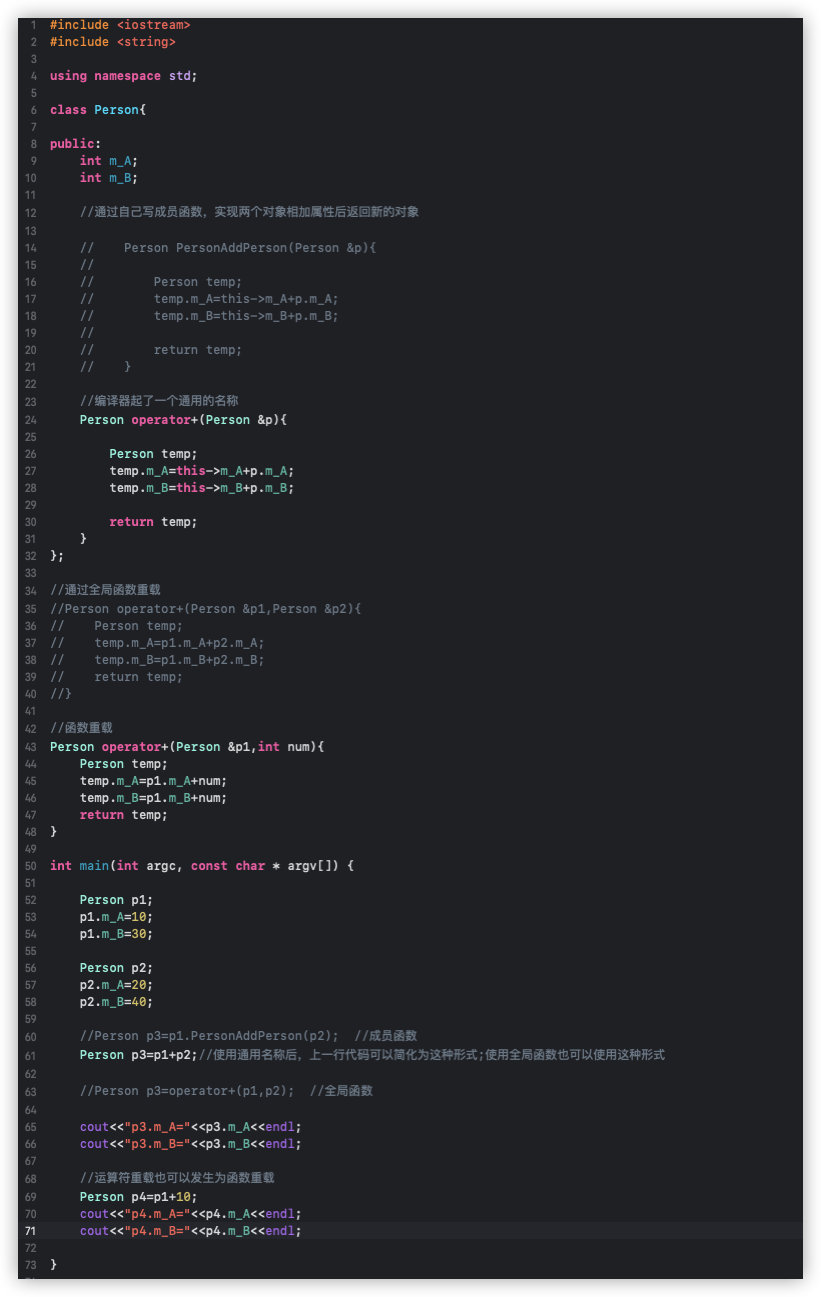 1 #include <iostream>
2 #include <string>
3
4 using namespace std;
5
6 class Person{
7
8 public:
9     int m_A;
10     int m_B;
11
12     //通过自己写成员函数，实现两个对象相加属性后返回新的对象
13
14     //    Person PersonAddPerson(Person &p){
15     //
16     //        Person temp;
17     //        temp.m_A=this->m_A+p.m_A;
18     //        temp.m_B=this->m_B+p.m_B;
19     //
20     //        return temp;
21     //    }
22
23     //编译器起了一个通用的名称
24     Person operator+(Person &p){
25
26         Person temp;
27         temp.m_A=this->m_A+p.m_A;
28         temp.m_B=this->m_B+p.m_B;
29
30         return temp;
31     }
32 };
33
34 //通过全局函数重载
35 //Person operator+(Person &p1,Person &p2){
36 //    Person temp;
37 //    temp.m_A=p1.m_A+p2.m_A;
38 //    temp.m_B=p1.m_B+p2.m_B;
39 //    return temp;
40 //}
41
42 //函数重载
43 Person operator+(Person &p1,int num){
44     Person temp;
45     temp.m_A=p1.m_A+num;
46     temp.m_B=p1.m_B+num;
47     return temp;
48 }
49
50 int main(int argc, const char * argv[]) {
51
52     Person p1;
53     p1.m_A=10;
54     p1.m_B=30;
55
56     Person p2;
57     p2.m_A=20;
58     p2.m_B=40;
59
60     //Person p3=p1.PersonAddPerson(p2);  //成员函数
61     Person p3=p1+p2;//使用通用名称后，上一行代码可以简化为这种形式;使用全局函数也可以使用这种形式
62
63     //Person p3=operator+(p1,p2);  //全局函数
64
65     cout<<"p3.m_A="<<p3.m_A<<endl;
66     cout<<"p3.m_B="<<p3.m_B<<endl;
67
68     //运算符重载也可以发生为函数重载
69     Person p4=p1+10;
70     cout<<"p4.m_A="<<p4.m_A<<endl;
71     cout<<"p4.m_B="<<p4.m_B<<endl;
72
73 }